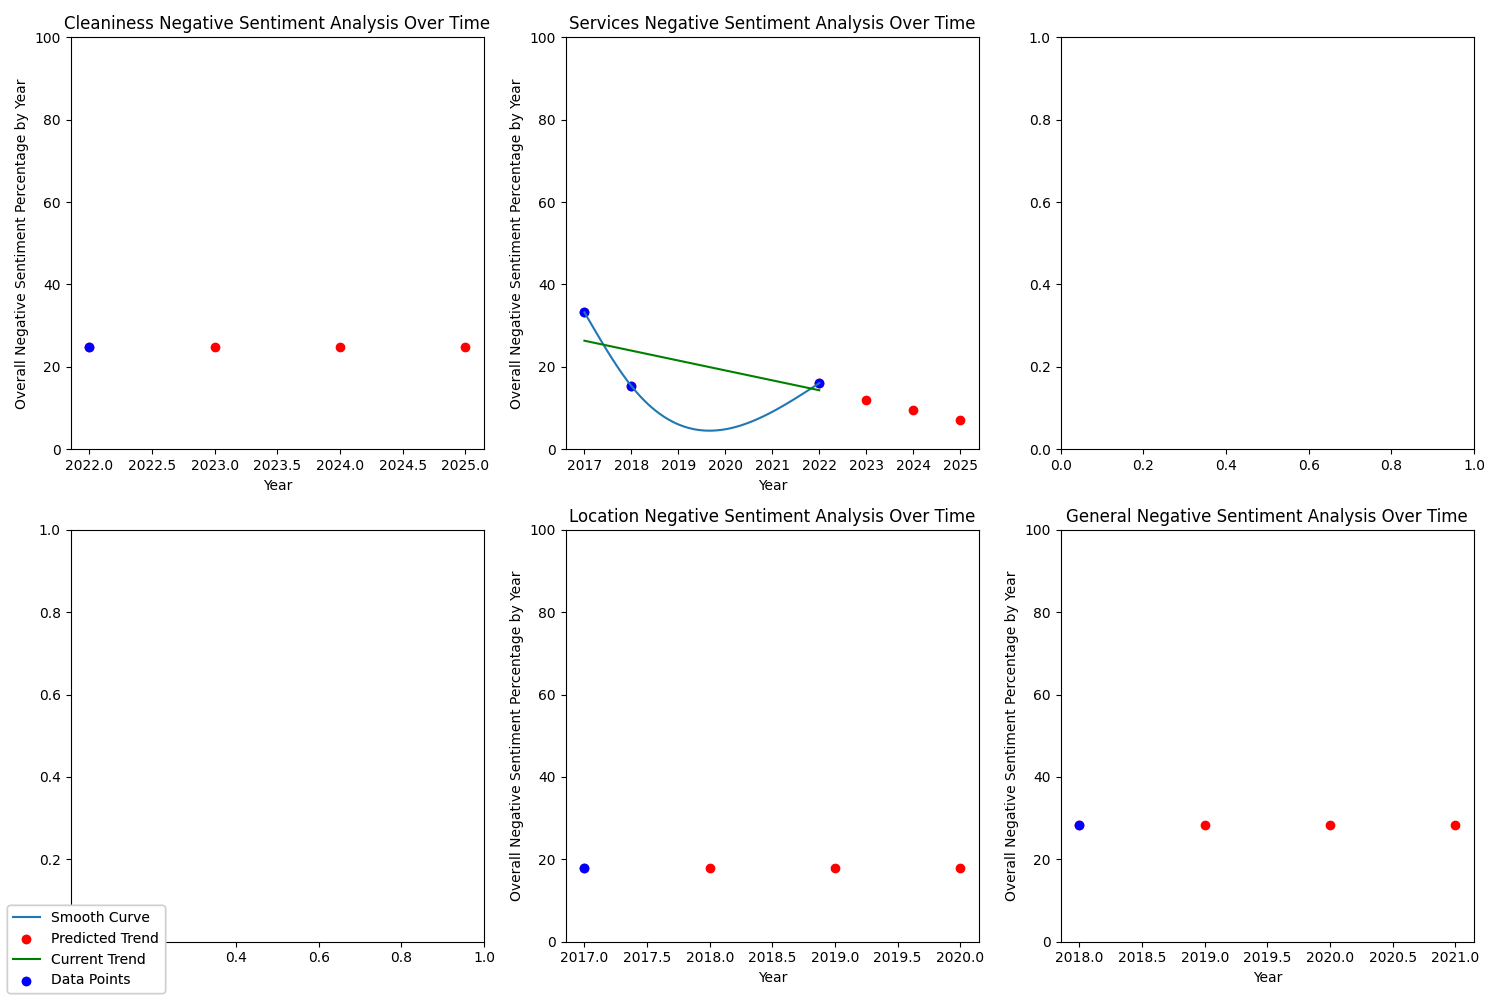 Cleaniness Negative Sentiment Analysis Over Time
Overall Negative Sentiment Percentage by Year
100
80
60
40
20
0
2022.0 2022.5 2023.0 2023.5 2024.0 2024.5 2025.0
Year
Services Negative Sentiment Analysis Over Time
Overall Negative Sentiment Percentage by Year
100
80
60
40
20
0
2017 2018 2019 2020 2021 2022 2023 2024 2025
Year
1.0
0.8
0.6
0.4
0.2
0.0
0.0 0.2 0.4 0.6 0.8 1.0
1.0
0.8
0.6
0.4
0.2
0.4 0.6 0.8 1.0
Smooth Curve
Predicted Trend
Current Trend
Data Points
Location Negative Sentiment Analysis Over Time
Overall Negative Sentiment Percentage by Year
100
80
60
40
20
0
2017.0 2017.5 2018.0 2018.5 2019.0 2019.5 2020.0
Year
General Negative Sentiment Analysis Over Time
Overall Negative Sentiment Percentage by Year
100
80
60
40
20
0
2018.0 2018.5 2019.0 2019.5 2020.0 2020.5 2021.0
Year